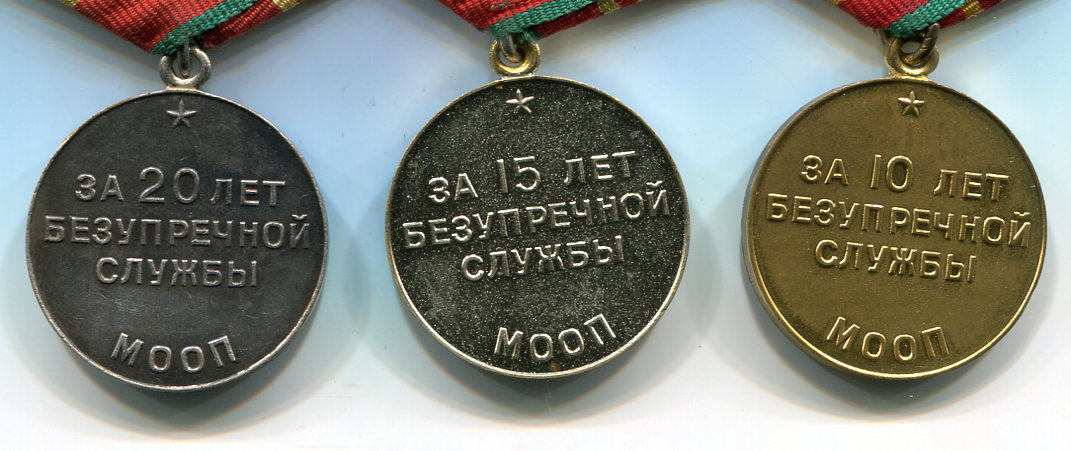 ЗА 20 ЛЕТ
БЕЗУПРЕЧНОЙ
СЛУЖБЫ
МООП
ЗА 15 ЛЕТ
БЕЗУПРЕЧНОЙ
СЛУЖБЫ
МООП
ЗА 10 ЛЕТ
БЕЗУПРЕЧНОЙ
СЛУЖБЫ
МООП